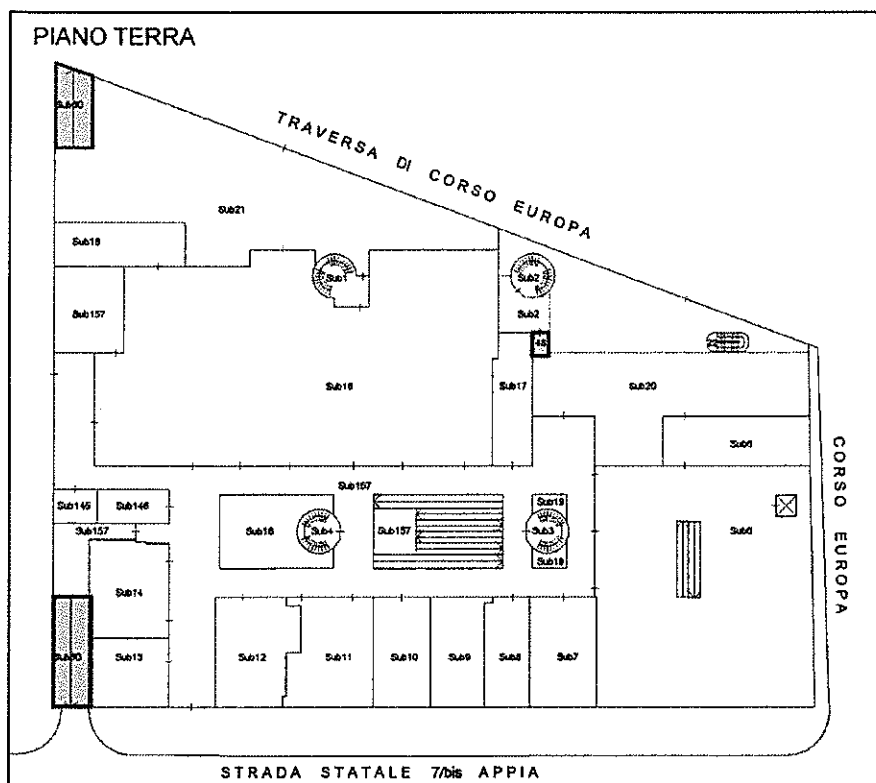 PIANO TERRA
TRAVERSA DI CORSO EUROPA
Sub21
Sub18
Sub1
Sub2
Sub157
Sub2
48
Sub16
Sub17
Sub20
Sub6
Sub157
CORSO EUROPA
Sub145
Sub146
Sub19
Sub157
Sub18
Sub4
Sub157
Sub3
Sub6
Sub19
Sub14
Sub13
Sub12
Sub11
Sub10
Sub9
Sub8
Sub7
STRADA STATALE 7/bis APPIA